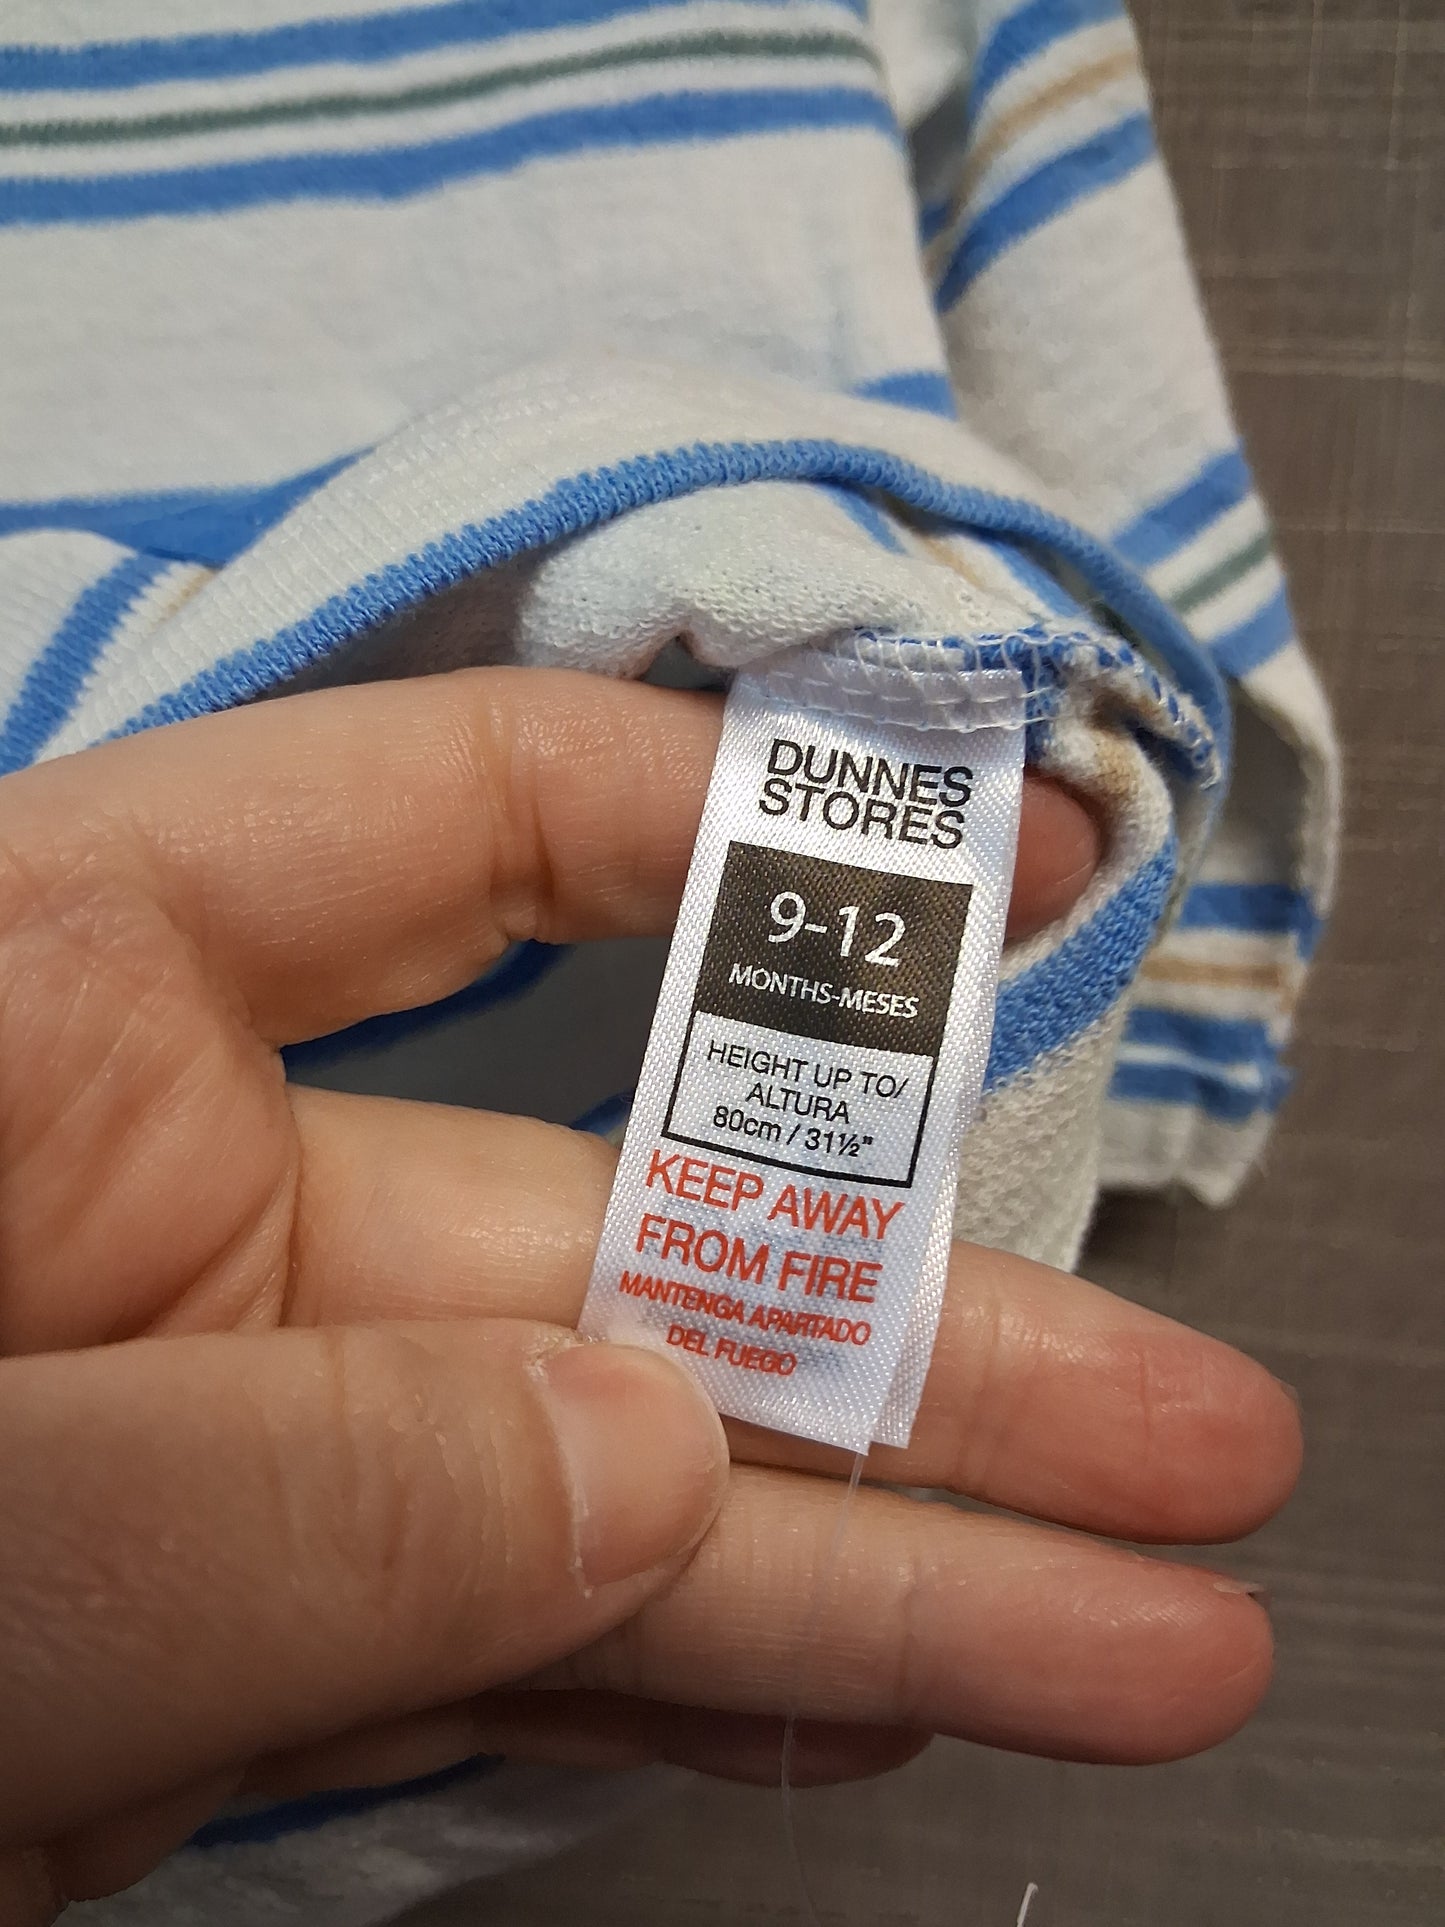 DUNNES
STORES
9-12
MONTHS-MESES
HEIGHT UP TO/
ALTURA
80cm / 31½"
KEEP AWAY
FROM FIRE
MANTENGA APARTADO
DEL FUEGO